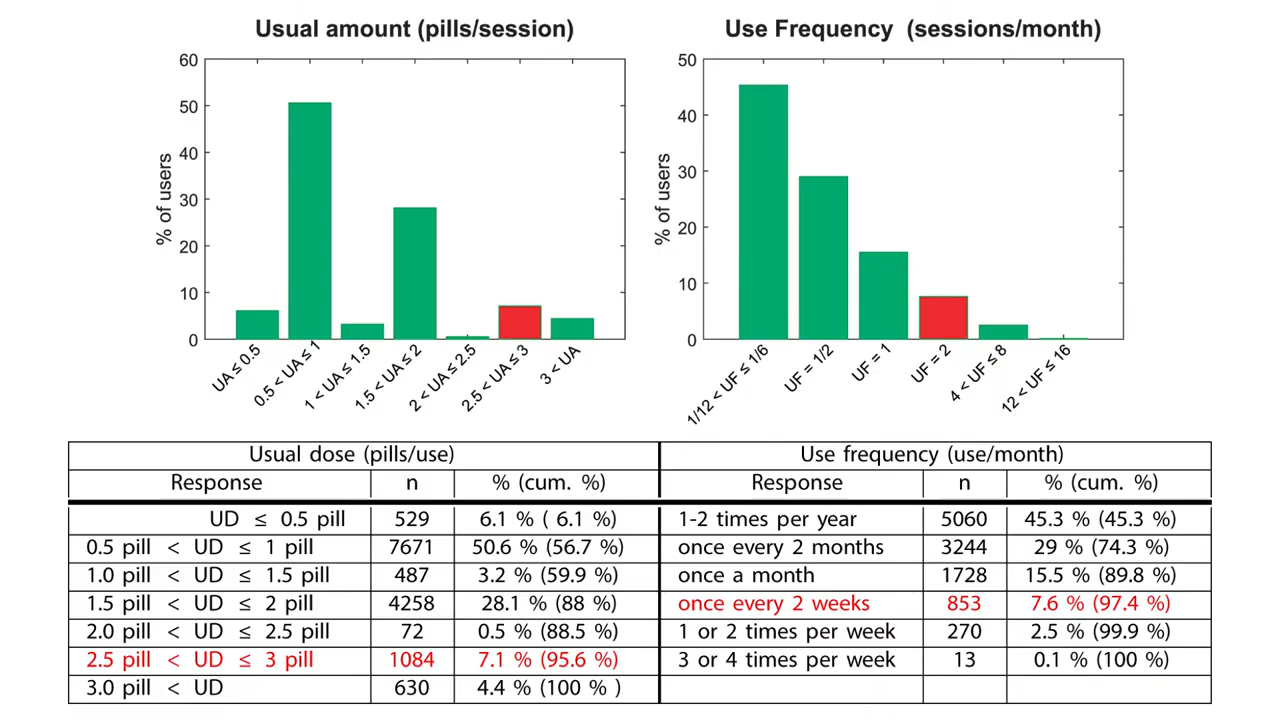 Usual amount (pills/session)
60
50
40
30
20
10
0
% of users
UA ≤ 0.5
0.5 < UA ≤ 1
1 < UA ≤ 1.5
1.5 < UA ≤ 2
2 < UA ≤ 2.5
2.5 < UA ≤ 3
3 < UA
Use Frequency (sessions/month)
50
40
30
20
10
0
% of users
1/12 < UF ≤ 1/6
UF = 1/2
UF = 1
UF = 2
4 < UF ≤ 8
12 < UF ≤ 16
Usual dose (pills/use) Use frequency (use/month)
Response n % (cum. %) Response n % (cum. %)
UD ≤ 0.5 pill 529 6.1 % ( 6.1 %) 1-2 times per year 5060 45.3 % (45.3 %)
0.5 pill < UD ≤ 1 pill 7671 50.6 % (56.7 %) once every 2 months 3244 29 % (74.3 %)
1.0 pill < UD ≤ 1.5 pill 487 3.2 % (59.9 %) once a month 1728 15.5 % (89.8 %)
1.5 pill < UD ≤ 2 pill 4258 28.1 % (88 %) once every 2 weeks 853 7.6 % (97.4 %)
2.0 pill < UD ≤ 2.5 pill 72 0.5 % (88.5 %) 1 or 2 times per week 270 2.5 % (99.9 %)
2.5 pill < UD ≤ 3 pill 1084 7.1 % (95.6 %) 3 or 4 times per week 13 0.1 % (100 %)
3.0 pill < UD 630 4.4 % (100 % )